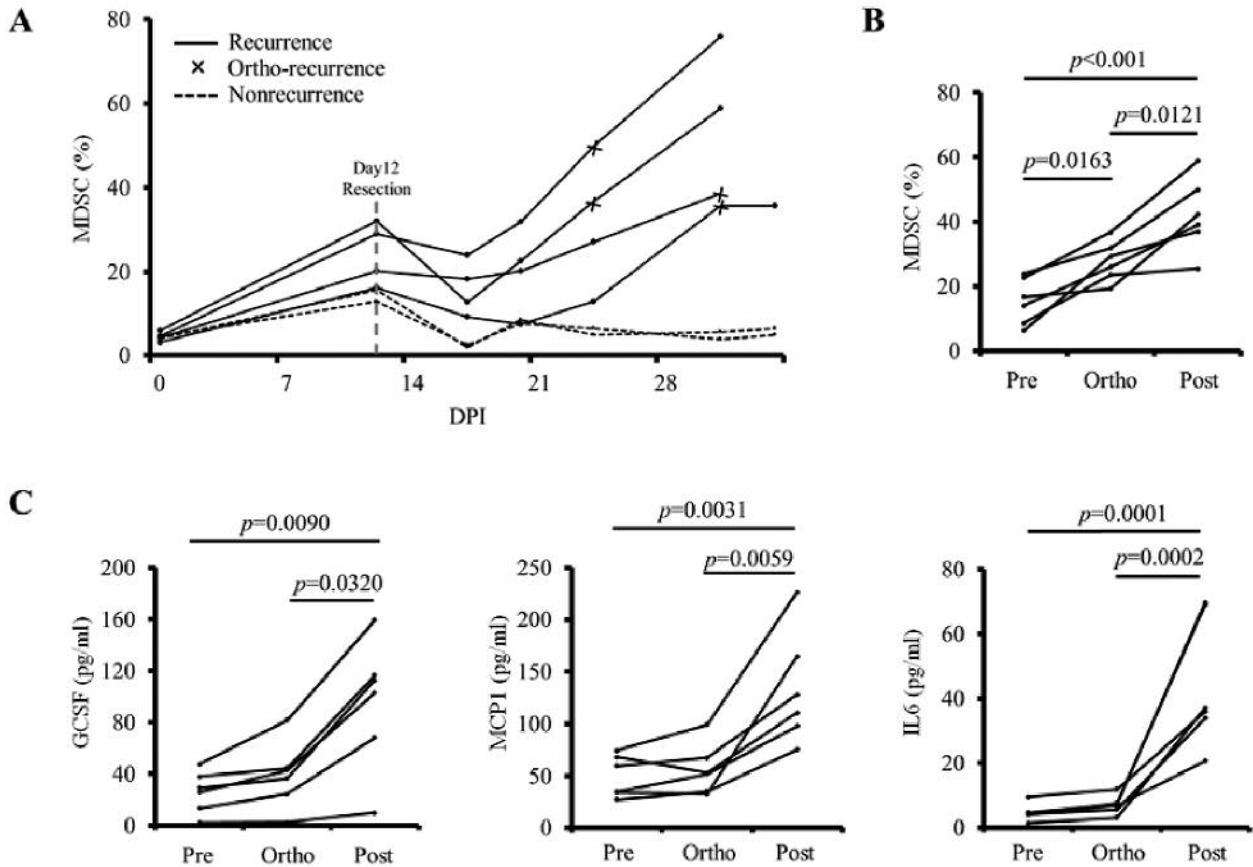 A
80
60
40
20
0
MDSC (%)
Recurrence
Ortho-recurrence
Nonrecurrence
Day12
Resection
0 7 14 21 28
DPI
B
p<0.001
p=0.0121
p=0.0163
80
60
40
20
0
MDSC (%)
Pre Ortho Post
C
p=0.0090
p=0.0320
200
160
120
80
40
0
GCSF (pg/ml)
Pre Ortho Post
p=0.0031
p=0.0059
250
200
150
100
50
0
MCP1 (pg/ml)
Pre Ortho Post
p=0.0001
p=0.0002
80
60
40
20
0
IL6 (pg/ml)
Pre Ortho Post